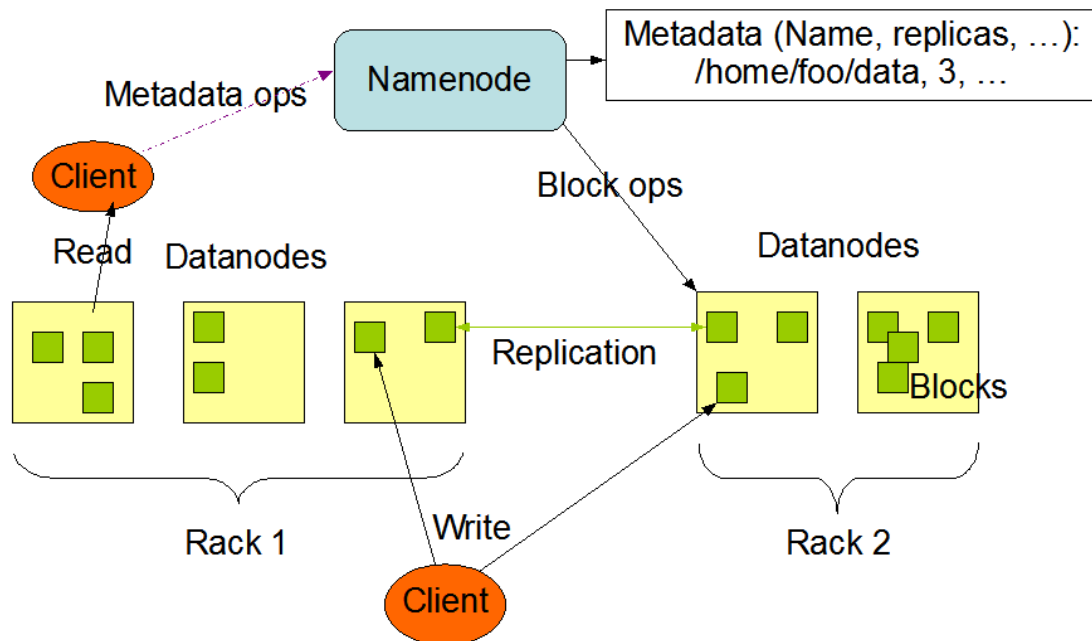 Metadata (Name, replicas, …):
/home/foo/data, 3, …
Namenode
Metadata ops
Client
Block ops
Read
Datanodes
Datanodes
Replication
Blocks
Rack 1
Write
Rack 2
Client